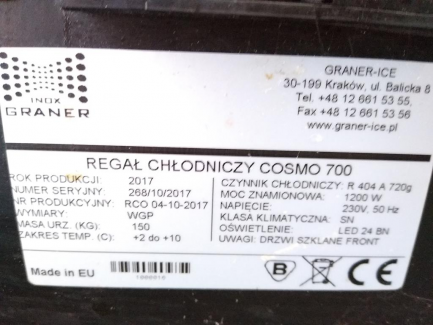 INOX
GRANER
GRANER-ICE
30-199 Kraków, ul. Balicka 8
Tel. +48 12 661 53 55,
Fax +48 12 661 53 56
www.graner-ice.pl
REGAŁ CHŁODNICZY COSMO 700
ROK PRODUKCJI: 2017
NUMER SERYJNY: 268/10/2017
NR PRODUKCYJNY: RCO 04-10-2017
WYMIARY: WGP
MASA URZ. (KG): 150
ZAKRES TEMP. (C): +2 do +10
CZYNNIK CHŁODNICZY: R 404 A 720g
MOC ZNAMIONOWA: 1200 W
NAPIĘCIE: 230V, 50 Hz
KLASA KLIMATYCZNA: SN
OŚWIETLENIE: LED 24 BN
UWAGI: DRZWI SZKLANE FRONT
Made in EU
B